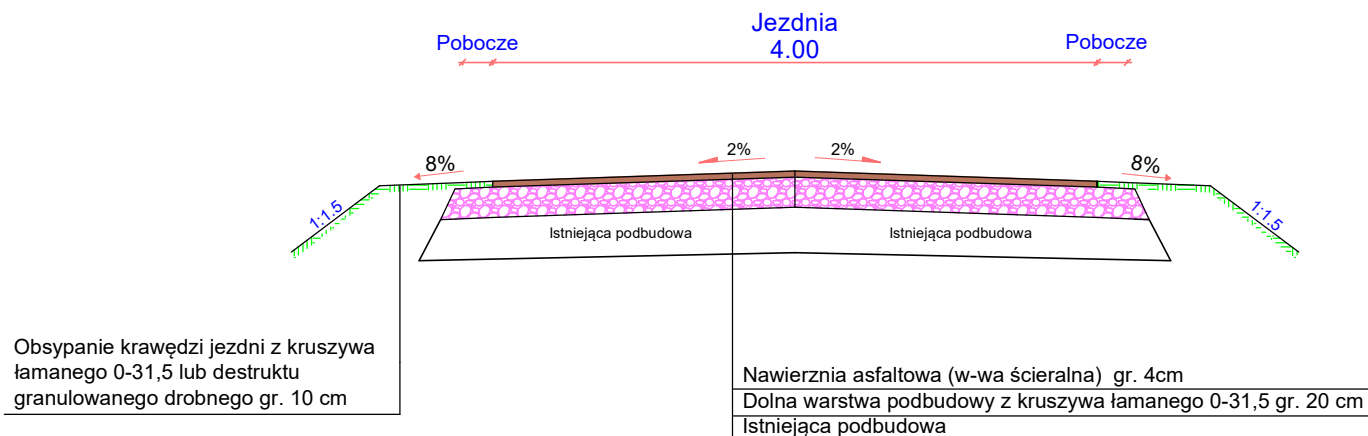 Jezdnia
Pobocze
4.00
Pobocze
8%
2%
2%
8%
1:1.5
1:1.5
Istniejąca podbudowa
Istniejąca podbudowa
Obsypanie krawędzi jezdni z kruszywa
łamanego 0-31,5 lub destruktu
granulowanego drobnego gr. 10 cm
Nawierznia asfaltowa (w-wa ścieralna) gr. 4cm
Dolna warstwa podbudowy z kruszywa łamanego 0-31,5 gr. 20 cm
Istniejąca podbudowa